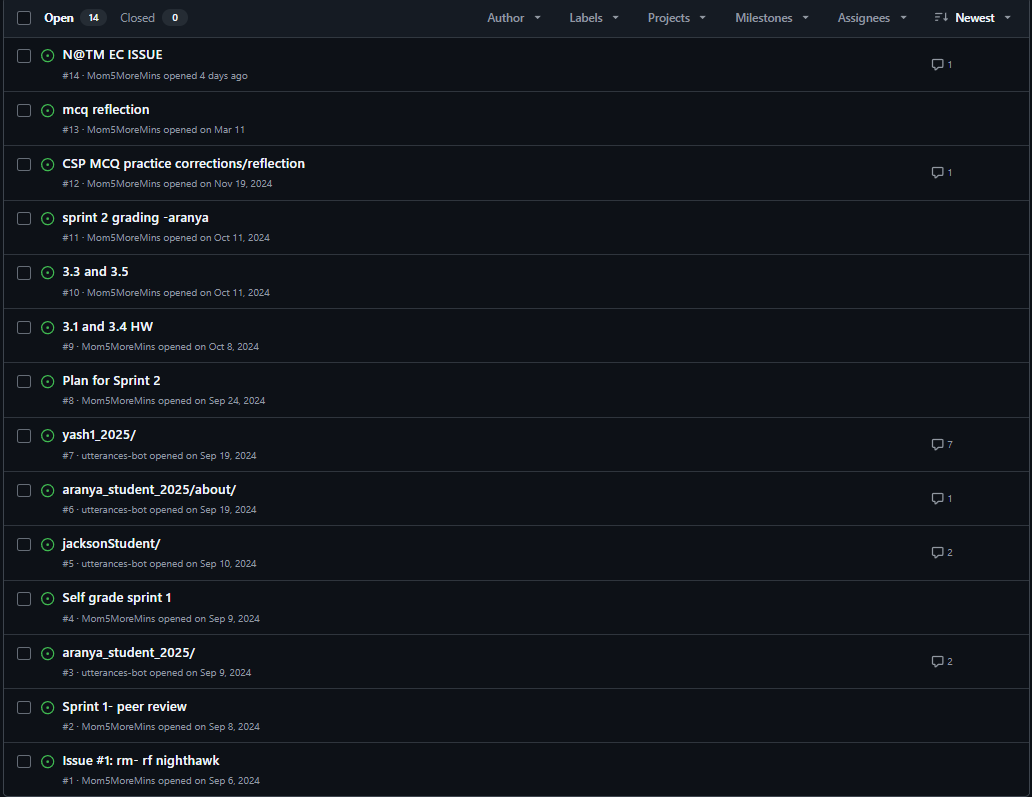 Open 14 Closed 0 Author Labels Projects Milestones Assignees Newest
N@TM EC ISSUE
#14 · Mom5MoreMins opened 4 days ago 1
mcq reflection
#13 · Mom5MoreMins opened on Mar 11
CSP MCQ practice corrections/reflection
#12 · Mom5MoreMins opened on Nov 19, 2024 1
sprint 2 grading -aranya
#11 · Mom5MoreMins opened on Oct 11, 2024
3.3 and 3.5
#10 · Mom5MoreMins opened on Oct 11, 2024
3.1 and 3.4 HW
#9 · Mom5MoreMins opened on Oct 8, 2024
Plan for Sprint 2
#8 · Mom5MoreMins opened on Sep 24, 2024
yash1_2025/
#7 · utterances-bot opened on Sep 19, 2024 7
aranya_student_2025/about/
#6 · utterances-bot opened on Sep 19, 2024 1
jacksonStudent/
#5 · utterances-bot opened on Sep 10, 2024 2
Self grade sprint 1
#4 · Mom5MoreMins opened on Sep 9, 2024
aranya_student_2025/
#3 · utterances-bot opened on Sep 9, 2024 2
Sprint 1- peer review
#2 · Mom5MoreMins opened on Sep 8, 2024
Issue #1: rm- rf nighthawk
#1 · Mom5MoreMins opened on Sep 6, 2024